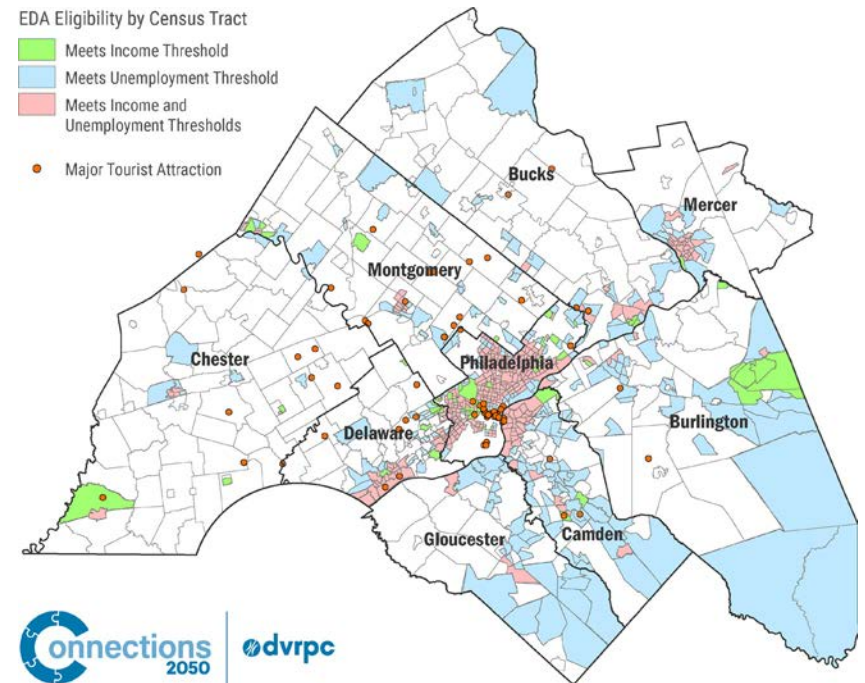 EDA Eligibility by Census Tract
Meets Income Threshold
Meets Unemployment Threshold
Meets Income and
Unemployment Thresholds
Major Tourist Attraction
Bucks
Mercer
Montgomery
Chester
Philadelphia
Delaware
Burlington
Gloucester
Camden
Connections
2050
dvrpc